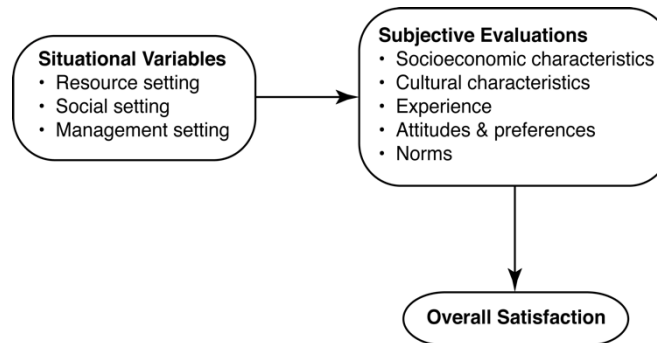 Situational Variables
• Resource setting
• Social setting
• Management setting
Subjective Evaluations
• Socioeconomic characteristics
• Cultural characteristics
• Experience
• Attitudes & preferences
• Norms
Overall Satisfaction